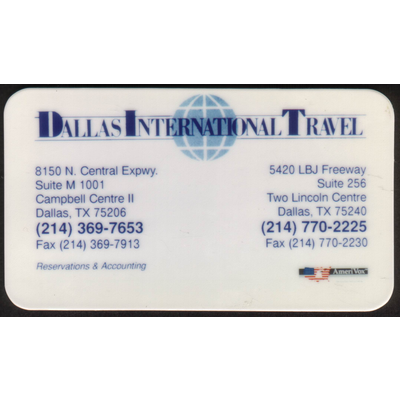 DALLAS INTERNATIONAL TRAVEL
8150 N. Central Expwy.
Suite M 1001
Campbell Centre II
Dallas, TX 75206
(214) 369-7653
Fax (214) 369-7913
Reservations & Accounting
5420 LBJ Freeway
Suite 256
Two Lincoln Centre
Dallas, TX 75240
(214) 770-2225
Fax (214) 770-2230
AmeriVox